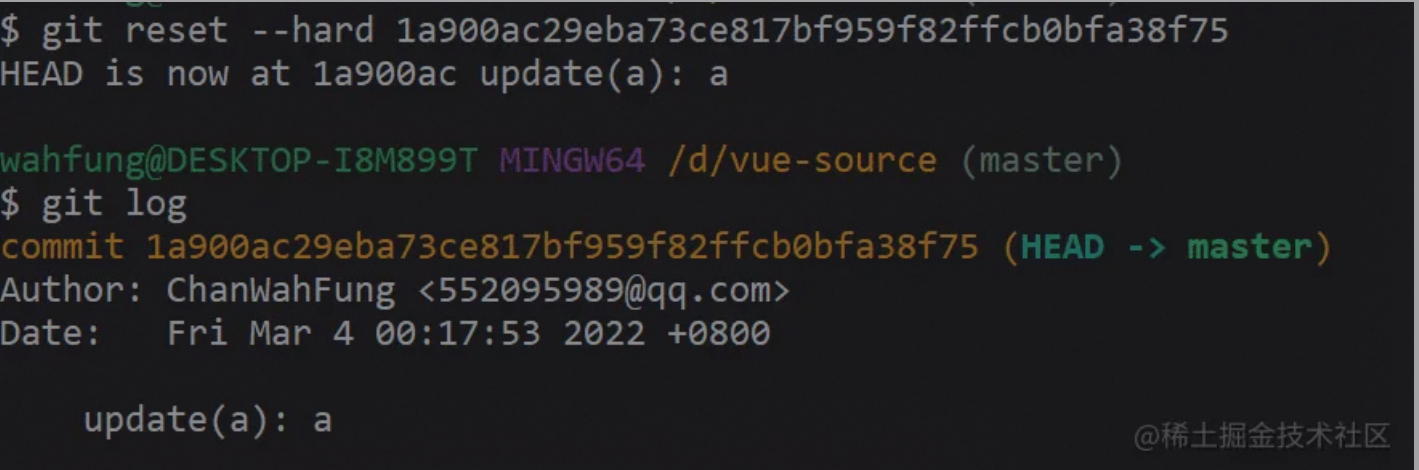 $ git reset --hard 1a900ac29eba73ce817bf959f82ffcb0bfa38f75
HEAD is now at 1a900ac update(a): a
wahfung@DESKTOP-I8M899T MINGW64 /d/vue-source (master)
$ git log
commit 1a900ac29eba73ce817bf959f82ffcb0bfa38f75 (HEAD -> master)
Author: ChanWahFung <552095989@qq.com>
Date:   Fri Mar 4 00:17:53 2022 +0800
    update(a): a
@稀土掘金技术社区